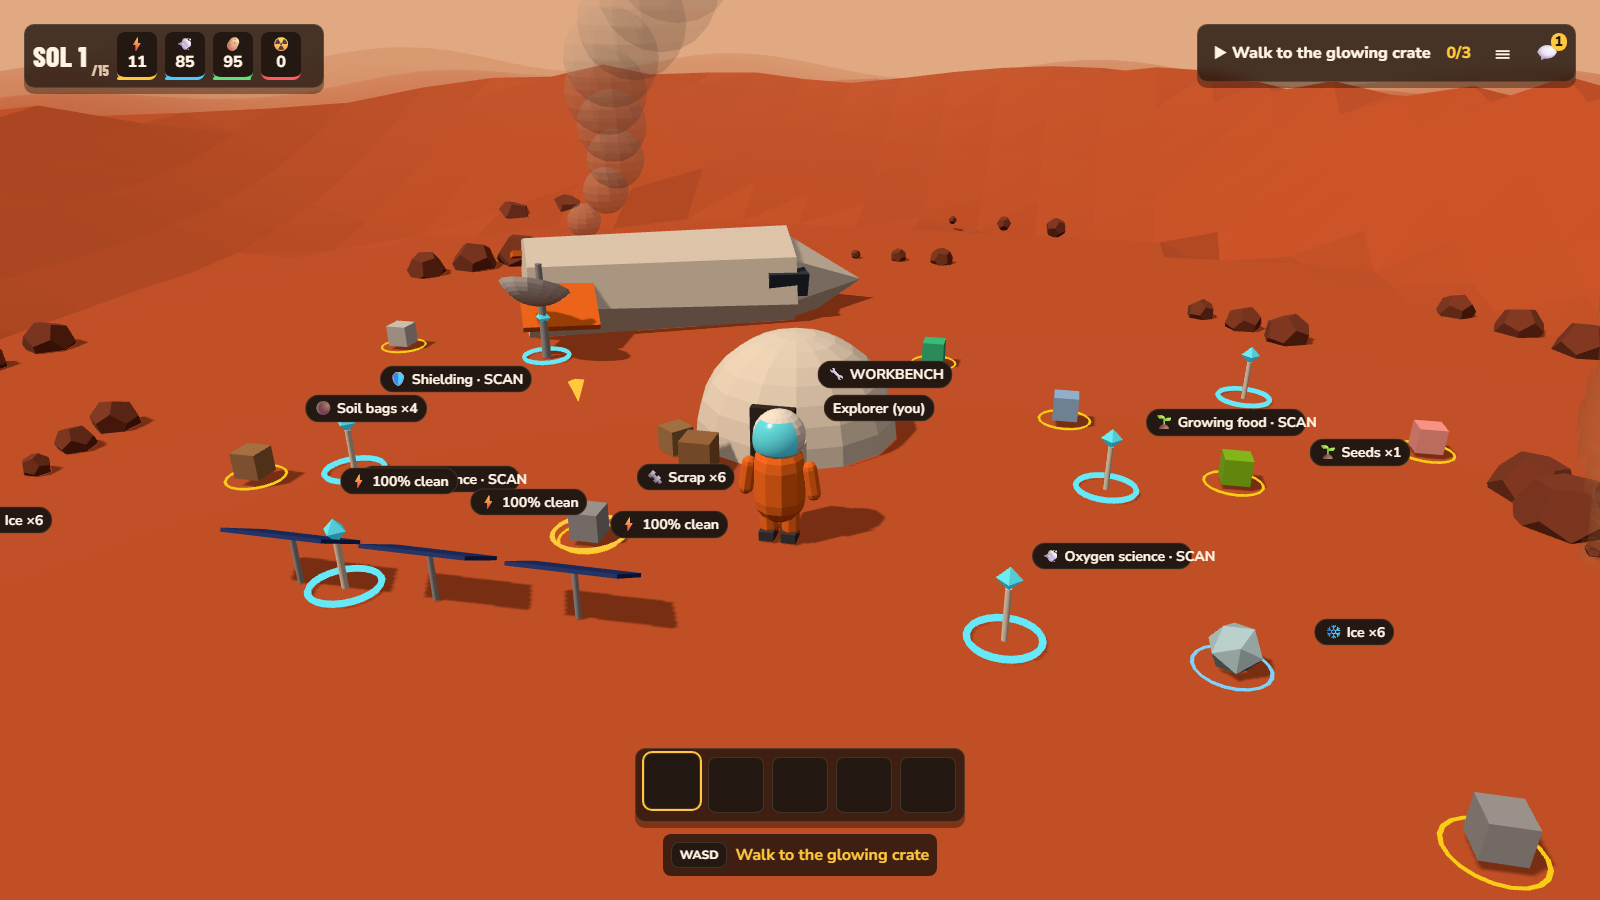 SOL 1 /15
11
85
95
0
Walk to the glowing crate 0/3
1
Shielding · SCAN
WORKBENCH
Soil bags ×4
Explorer (you)
Growing food · SCAN
Seeds ×1
Scrap ×6
100% clean
nce · SCAN
100% clean
Ice ×6
100% clean
Oxygen science · SCAN
Ice ×6
WASD Walk to the glowing crate